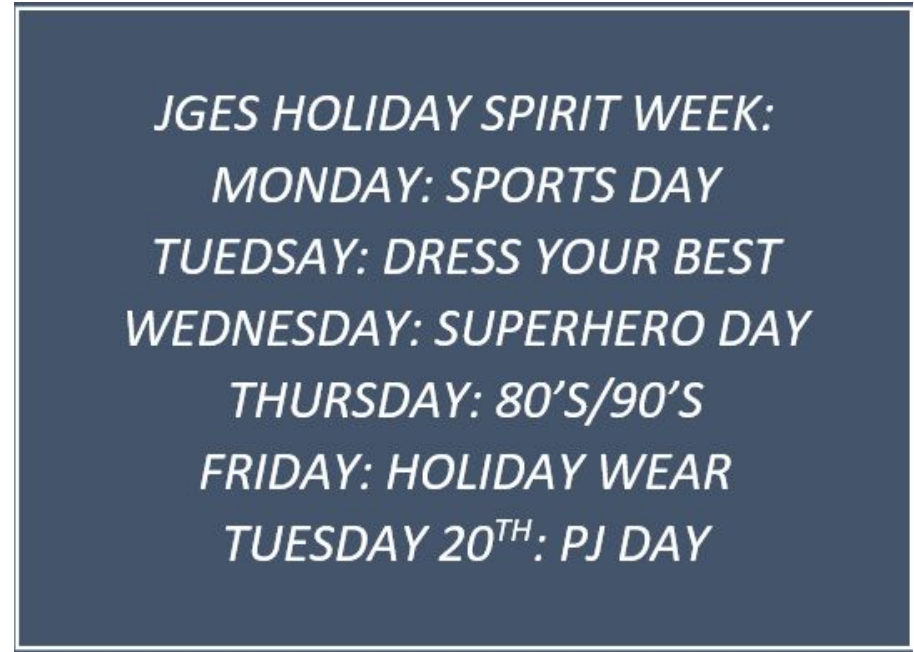 JGES HOLIDAY SPIRIT WEEK:
MONDAY: SPORTS DAY
TUEDSAY: DRESS YOUR BEST
WEDNESDAY: SUPERHERO DAY
THURSDAY: 80’S/90’S
FRIDAY: HOLIDAY WEAR
TUESDAY 20TH: PJ DAY